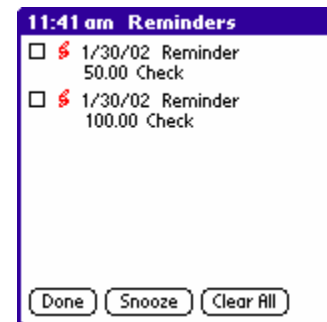 11:41 am Reminders
1/30/02 Reminder
50.00 Check
1/30/02 Reminder
100.00 Check
Done Snooze Clear All